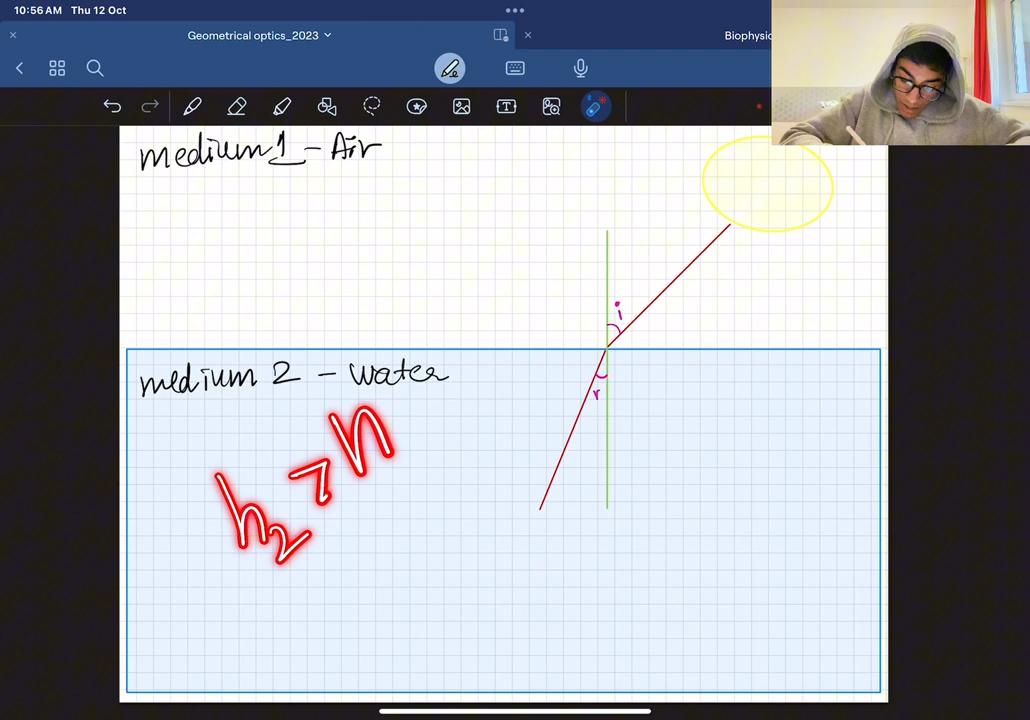 10:56 AM Thu 12 Oct
Geometrical optics_2023
Biophysic
medium 1 - Air
i
medium 2 - water
r
n2 > n